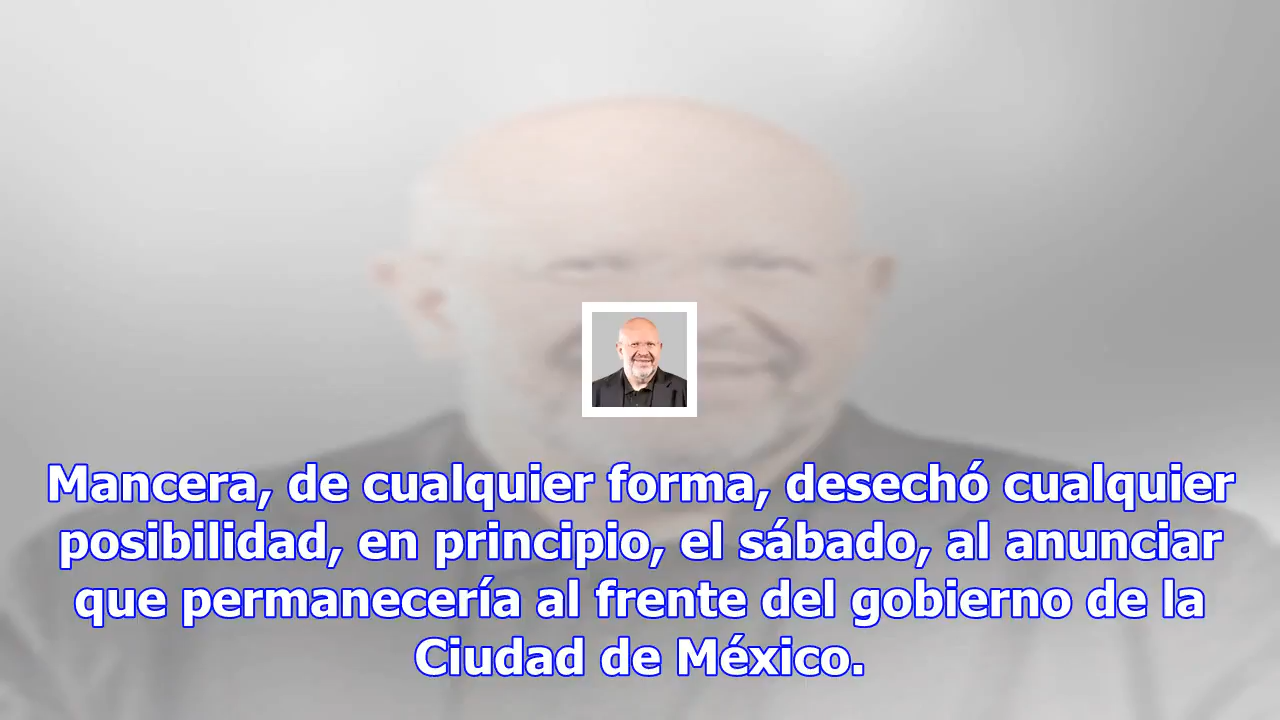 Mancera, de cualquier forma, desechó cualquier
posibilidad, en principio, el sábado, al anunciar
que permanecería al frente del gobierno de la
Ciudad de México.